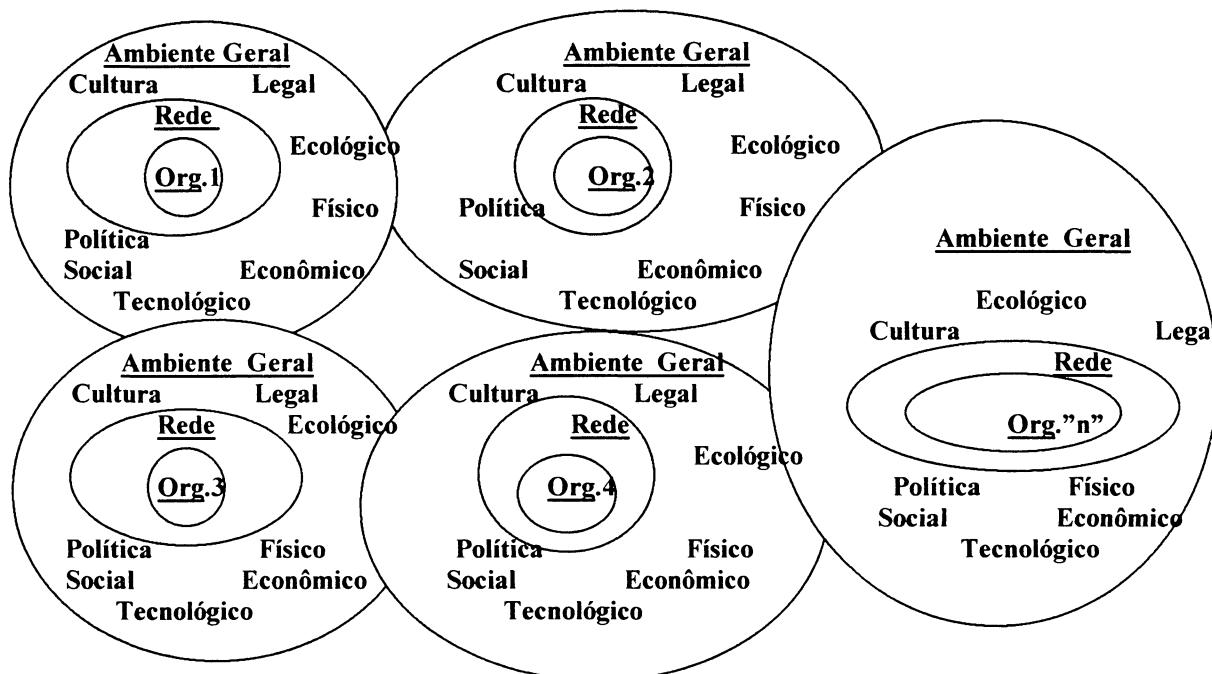 Ambiente Geral
Cultura Legal
Rede
Ecológico
Org.1
Físico
Política
Social Econômico
Tecnológico
Ambiente Geral
Cultura Legal
Rede
Ecológico
Org.2
Política Físico
Social Econômico
Tecnológico
Ambiente Geral
Cultura Legal
Rede Ecológico
Org.3
Política Físico
Social Econômico
Tecnológico
Ambiente Geral
Cultura Legal
Rede
Ecológico
Org.4
Política Físico
Social Econômico
Tecnológico
Ambiente Geral
Ecológico
Cultura Legal
Rede
Org.”n”
Política Físico
Social Econômico
Tecnológico